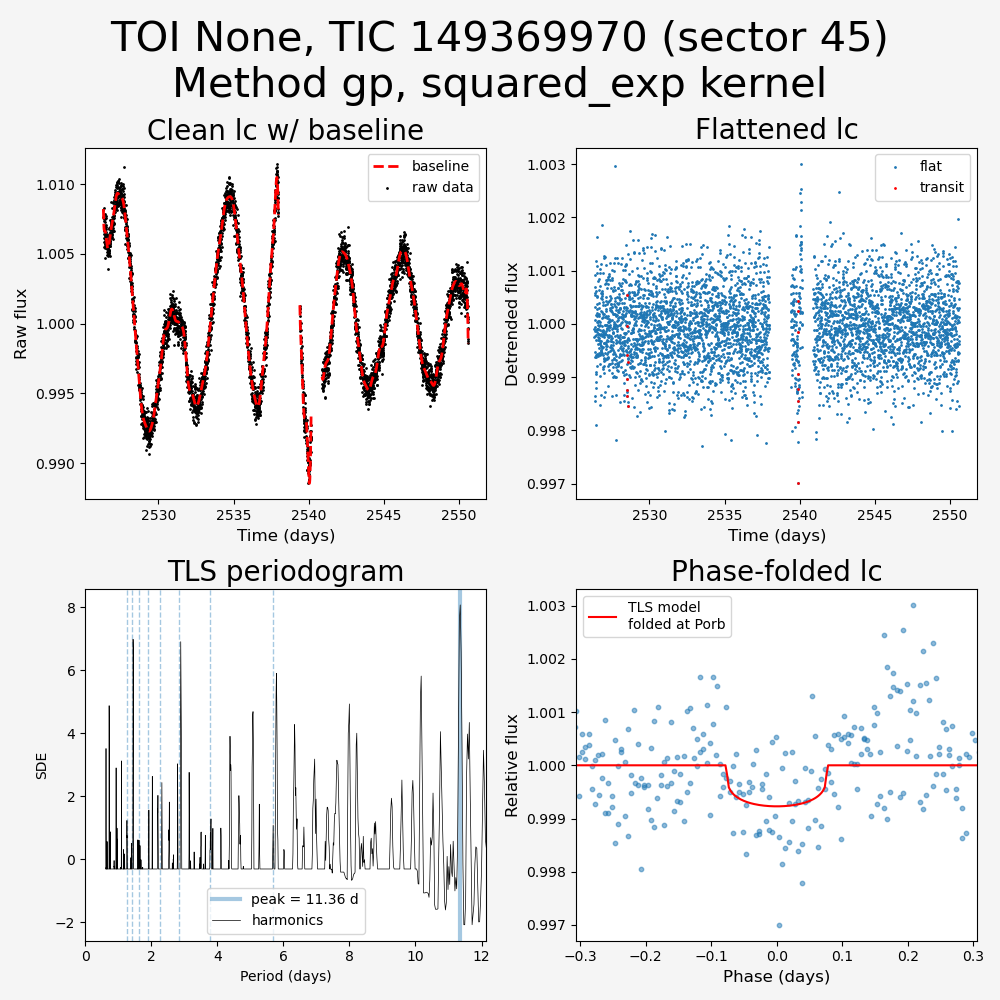 TOI None, TIC 149369970 (sector 45)
Method gp, squared_exp kernel
Clean lc w/ baseline
baseline
raw data
1.010
1.005
1.000
0.995
0.990
Raw flux
2530 2535 2540 2545 2550
Time (days)
Flattened lc
flat
transit
1.003
1.002
1.001
1.000
0.999
0.998
0.997
Detrended flux
2530 2535 2540 2545 2550
Time (days)
TLS periodogram
8
6
4
2
0
−2
SDE
peak = 11.36 d
harmonics
0 2 4 6 8 10 12
Period (days)
Phase-folded lc
TLS model
folded at Porb
1.003
1.002
1.001
1.000
0.999
0.998
0.997
Relative flux
−0.3 −0.2 −0.1 0.0 0.1 0.2 0.3
Phase (days)